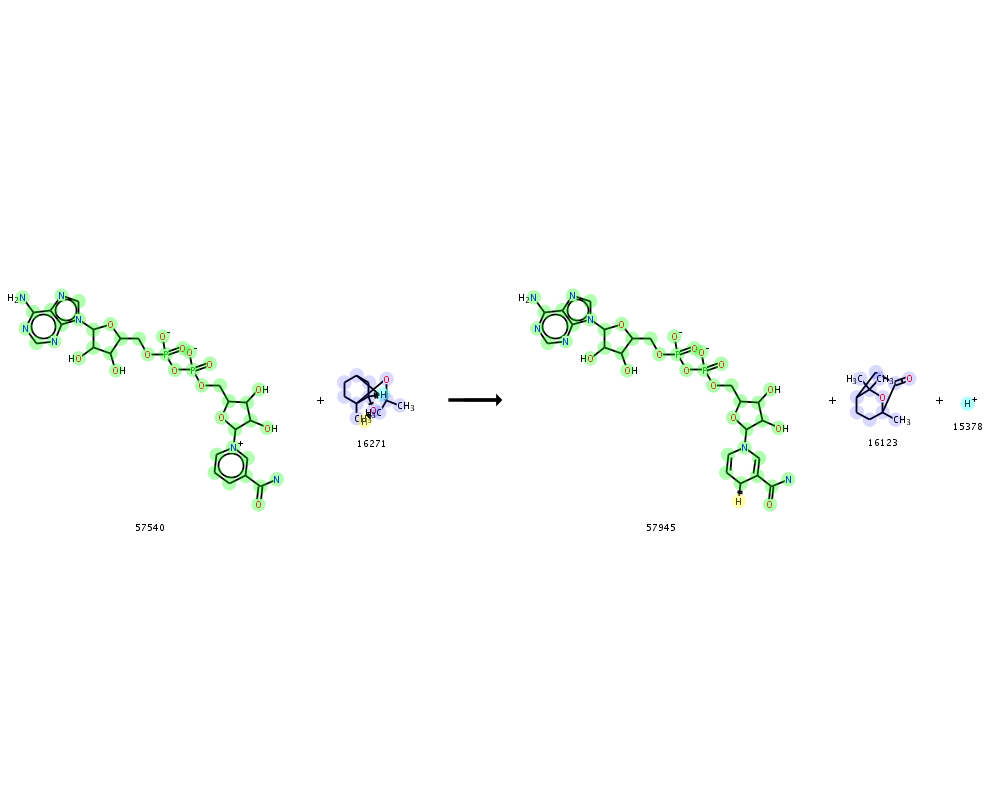 H2N N N N N O HO OH O P O- O O P O- O O O OH OH N+ N O
+
H O H3C CH3 CH3 H
16271
57540
H2N N N N N O HO OH O P O- O O P O- O O O OH OH N N O H
57945
+
H3C CH3 O O CH3
16123
+
H+
15378